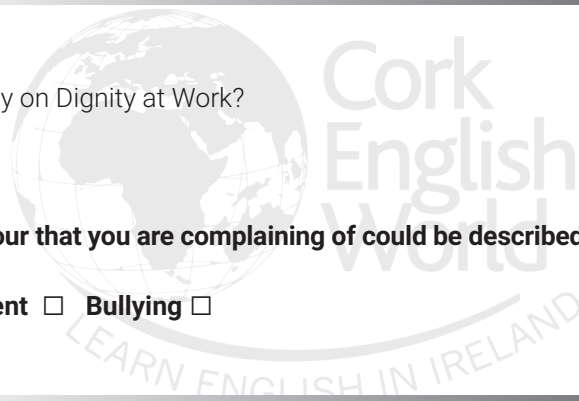 y on Dignity at Work?
our that you are complaining of could be described
ent ☐ Bullying ☐
Cork
English
World
LEARN ENGLISH IN IRELAND